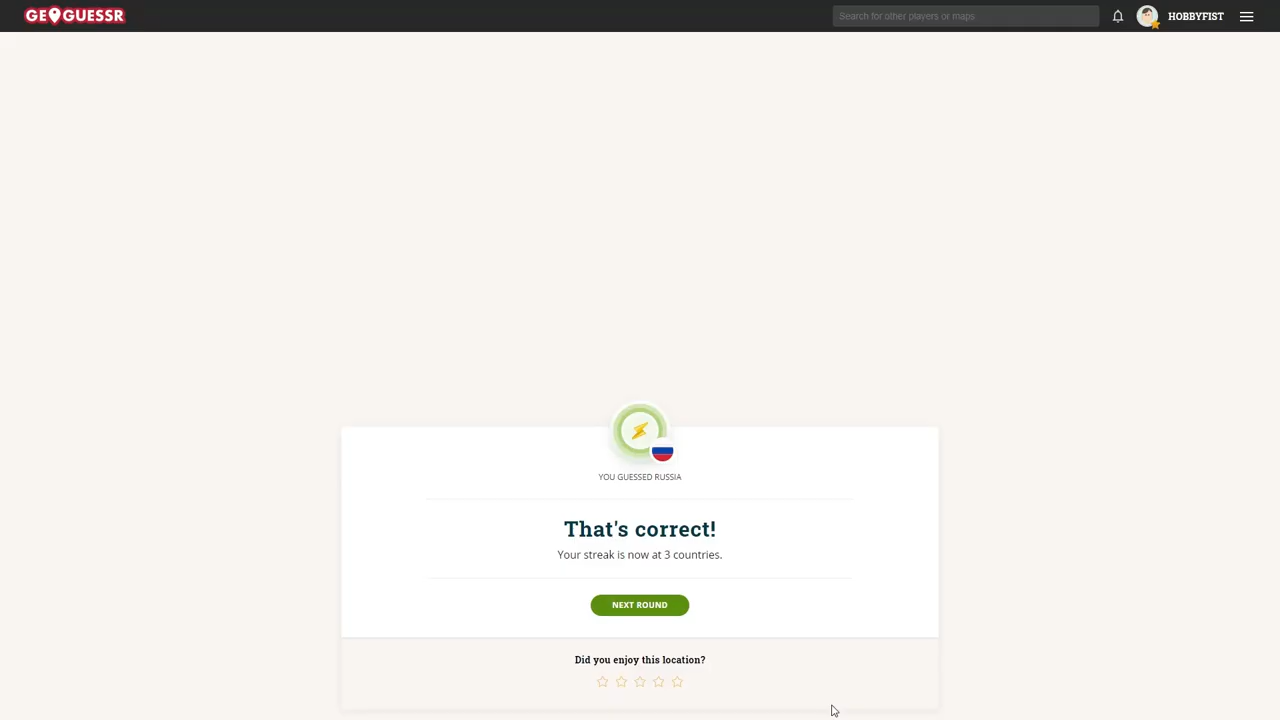 GEOGUESSR
Search for other players or maps
HOBBYFIST
YOU GUESSED RUSSIA
That's correct!
Your streak is now at 3 countries.
NEXT ROUND
Did you enjoy this location?